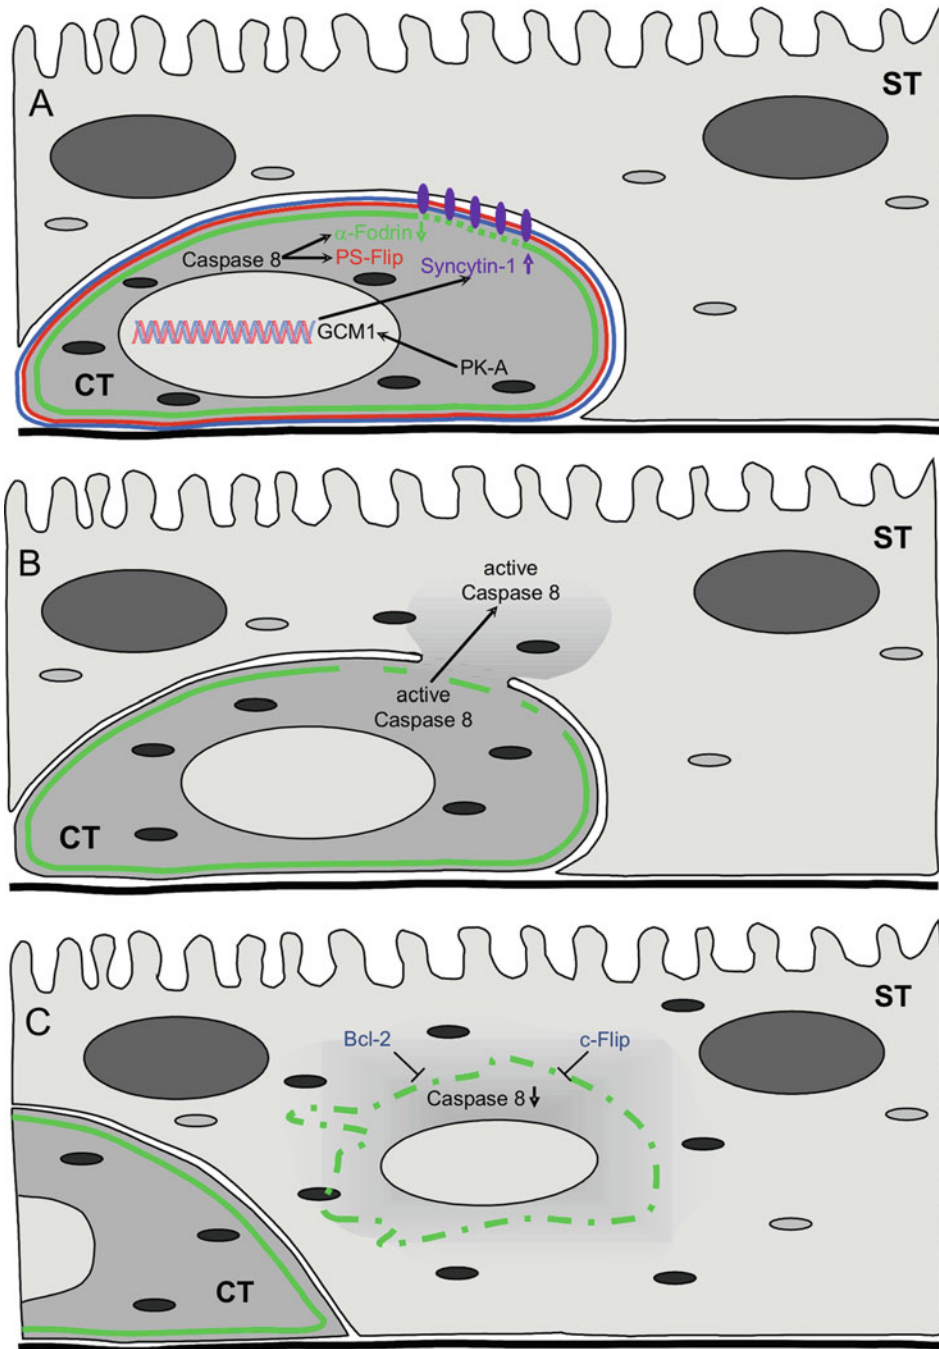 ST
A
α-Fodrin
Caspase 8
PS-Flip
Syncytin-1
GCM1
PK-A
CT
ST
B
active
Caspase 8
active
Caspase 8
CT
ST
C
Bcl-2
c-Flip
Caspase 8
CT